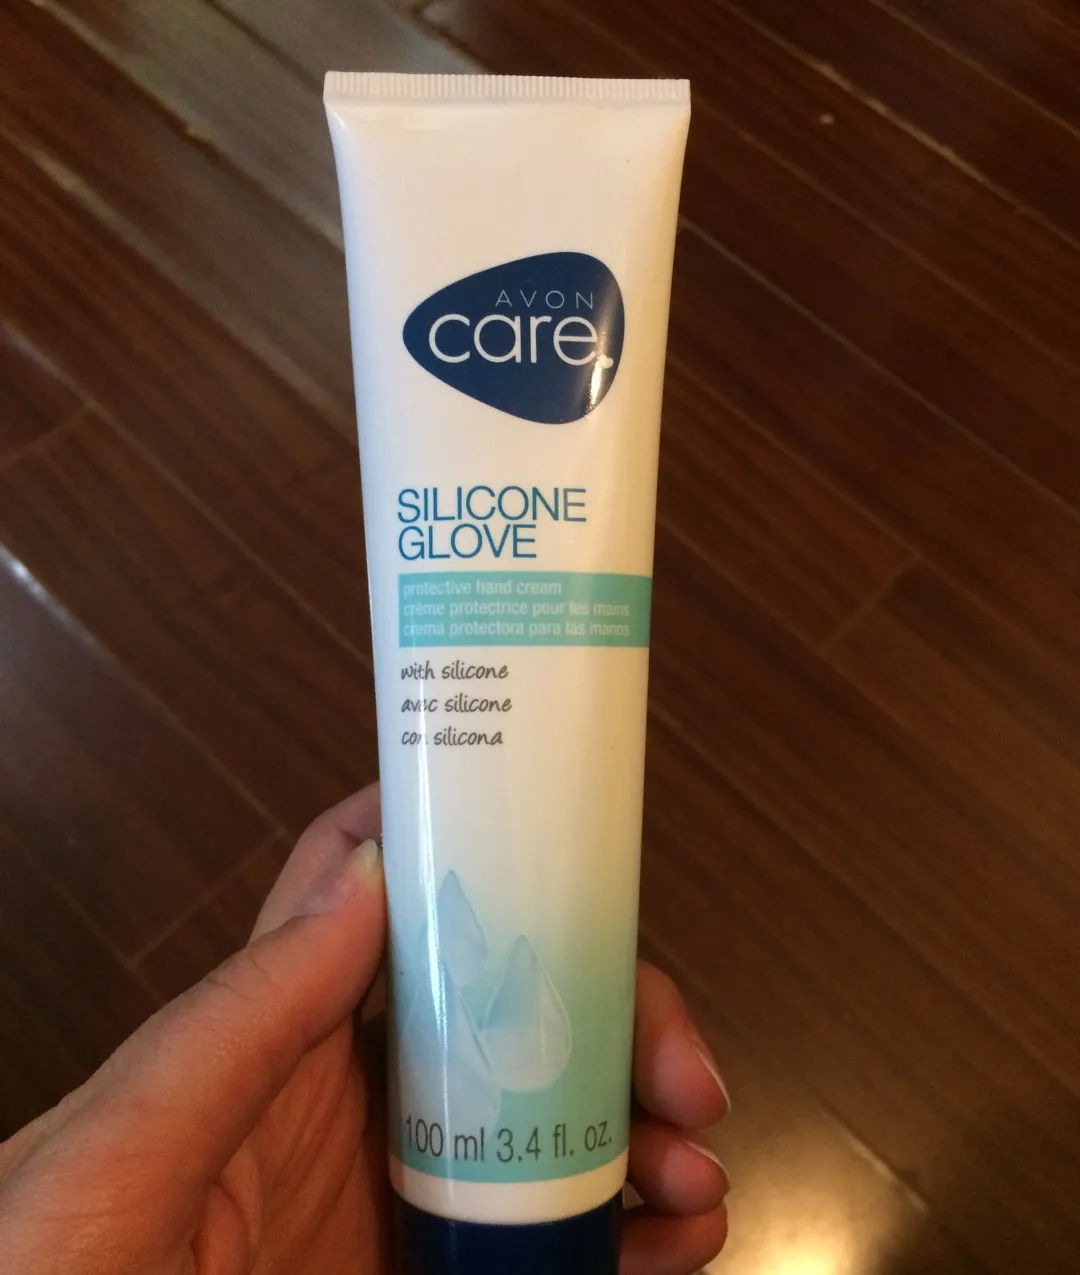 AVON
care
SILICONE
GLOVE
protective hand cream
crème protectrice pour les mains
crema protectora para las manos
with silicone
avec silicone
con silicona
100 ml 3.4 fl. oz.